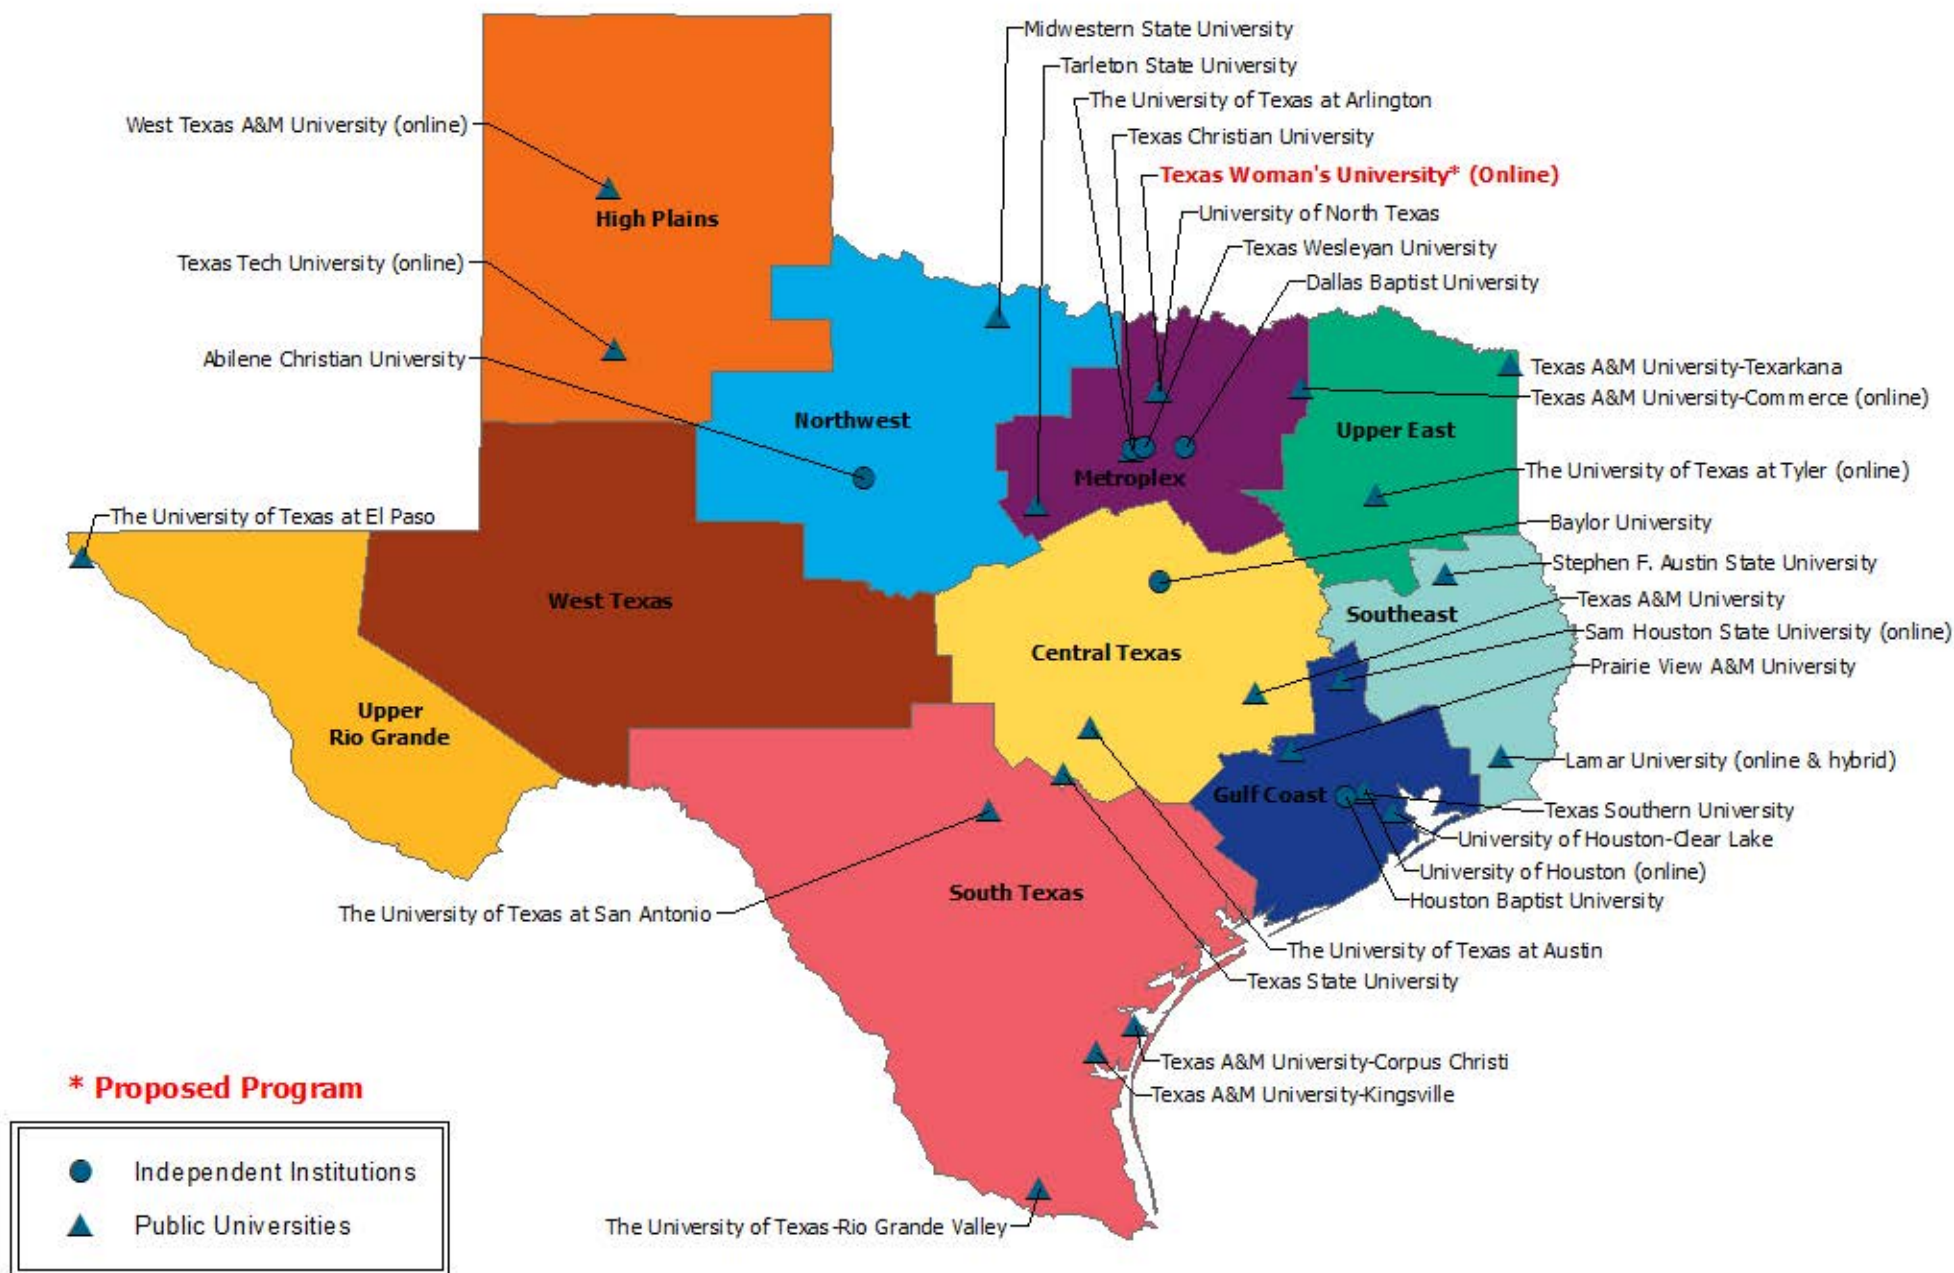 Midwestern State University
Tarleton State University
The University of Texas at Arlington
West Texas A&M University (online)
Texas Christian University
Texas Woman's University* (Online)
High Plains
University of North Texas
Texas Wesleyan University
Texas Tech University (online)
Dallas Baptist University
Abilene Christian University
Texas A&M University-Texarkana
Texas A&M University-Commerce (online)
Northwest
Upper East
Metroplex
The University of Texas at Tyler (online)
The University of Texas at El Paso
Baylor University
Stephen F. Austin State University
West Texas
Texas A&M University
Southeast
Sam Houston State University (online)
Central Texas
Prairie View A&M University
Upper
Rio Grande
Lamar University (online & hybrid)
Gulf Coast
Texas Southern University
University of Houston-Clear Lake
University of Houston (online)
South Texas
Houston Baptist University
The University of Texas at San Antonio
The University of Texas at Austin
Texas State University
Texas A&M University-Corpus Christi
Texas A&M University-Kingsville
* Proposed Program
Independent Institutions
Public Universities
The University of Texas-Rio Grande Valley